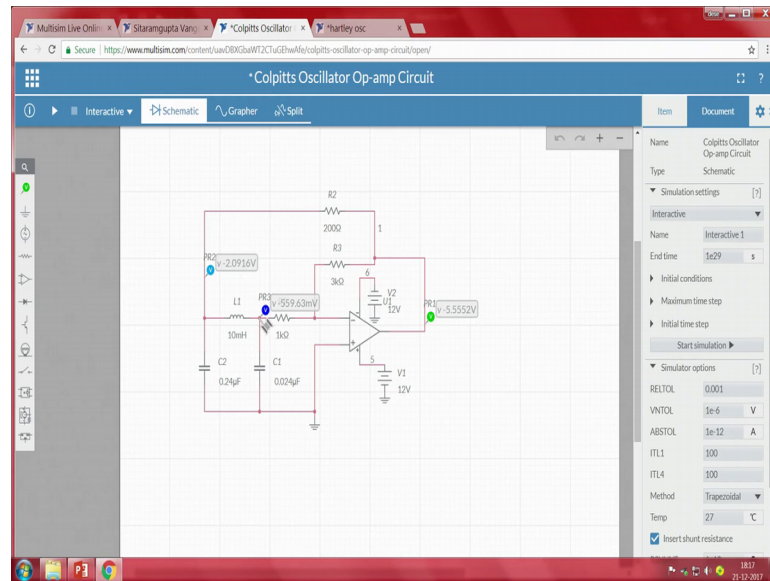 Multisim Live Onlin
Sitaramgupta Vangi
*Colpitts Oscillator
*hartley osc
Secure | https://www.multisim.com/content/uavDBXGbaWT2CTuGEhwAfe/colpitts-oscillator-op-amp-circuit/open/
*Colpitts Oscillator Op-amp Circuit
Interactive Schematic Grapher Split
Item Document
Name Colpitts Oscillator
Op-amp Circuit
Type Schematic
Simulation settings [?]
Interactive
Name Interactive 1
End time 1e29 s
Initial conditions
Maximum time step
Initial time step
Start simulation
Simulator options [?]
RELTOL 0.001
VNTOL 1e-6 V
ABSTOL 1e-12 A
ITL1 100
ITL4 100
Method Trapezoidal
Temp 27 °C
Insert shunt resistance
R2
200Ω
1
R3
3kΩ
PR2
v -2.0916V
6
V2
U1
12V
L1
10mH
PR3
v -559.63mV
1kΩ
PR1
v -5.5552V
5
V1
12V
C2
0.24µF
C1
0.024µF
18:17
21-12-2017